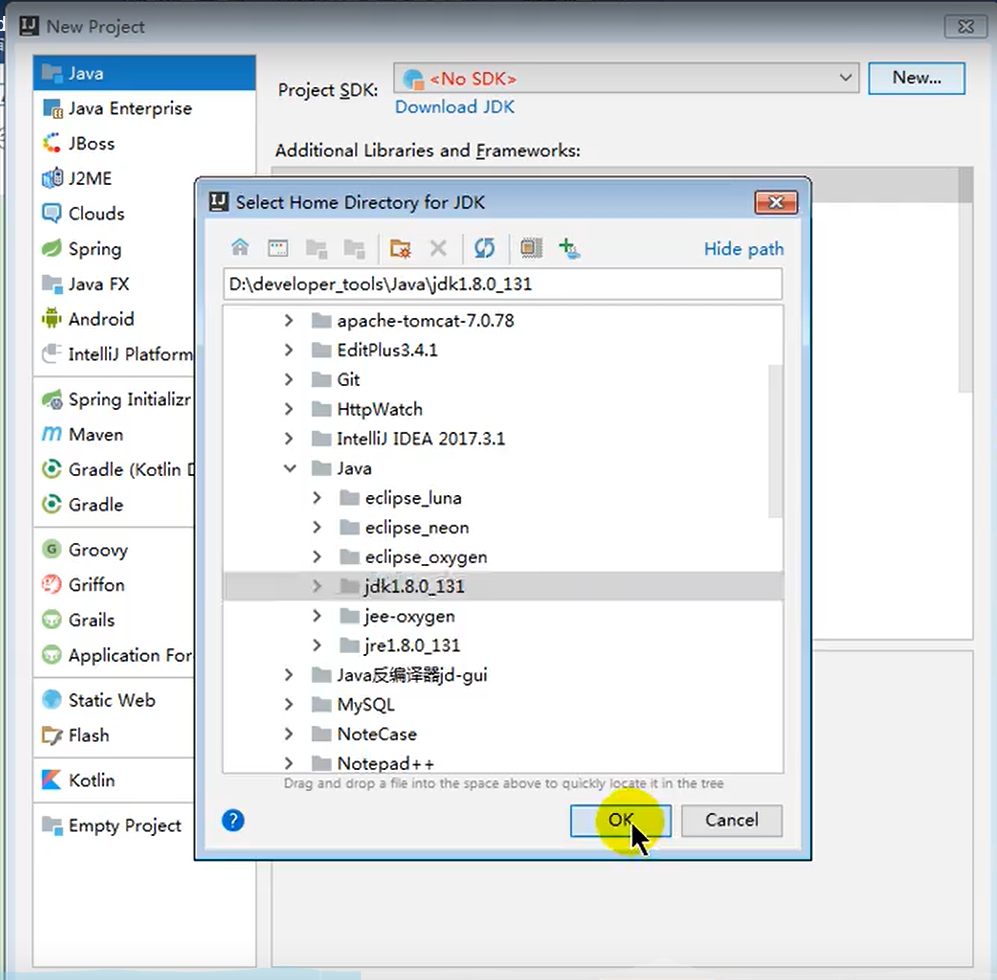 New Project
Java
Java Enterprise
JBoss
J2ME
Clouds
Spring
Java FX
Android
IntelliJ Platform
Spring Initializr
Maven
Gradle (Kotlin D
Gradle
Groovy
Griffon
Grails
Application For
Static Web
Flash
Kotlin
Empty Project
Project SDK:
<No SDK>
New...
Download JDK
Additional Libraries and Frameworks:
Select Home Directory for JDK
Hide path
D:\developer_tools\Java\jdk1.8.0_131
apache-tomcat-7.0.78
EditPlus3.4.1
Git
HttpWatch
IntelliJ IDEA 2017.3.1
Java
eclipse_luna
eclipse_neon
eclipse_oxygen
jdk1.8.0_131
jee-oxygen
jre1.8.0_131
Java反编译器jd-gui
MySQL
NoteCase
Notepad++
Drag and drop a file into the space above to quickly locate it in the tree
?
OK
Cancel